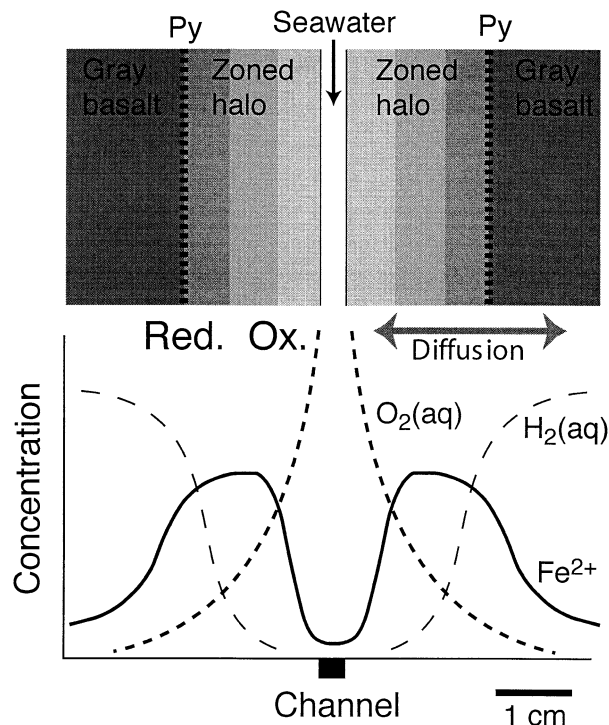 Seawater
Py
Py
Gray basalt
Zoned halo
Zoned halo
Gray basalt
Red. Ox.
Diffusion
O₂(aq)
H₂(aq)
Fe²⁺
Concentration
Channel
1 cm